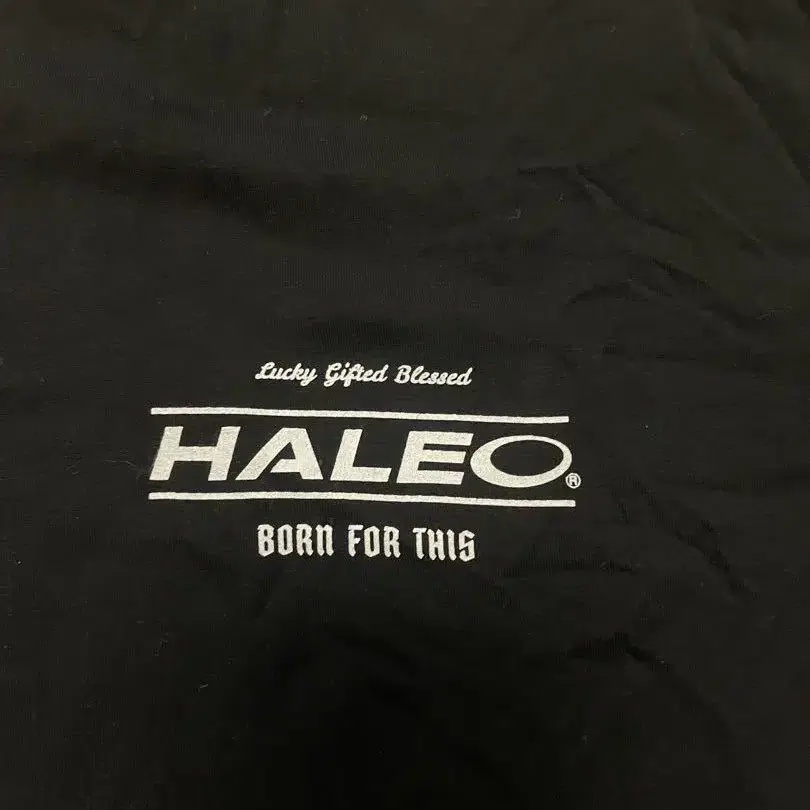 Lucky Gifted Blessed
HALEO®
BORN FOR THIS